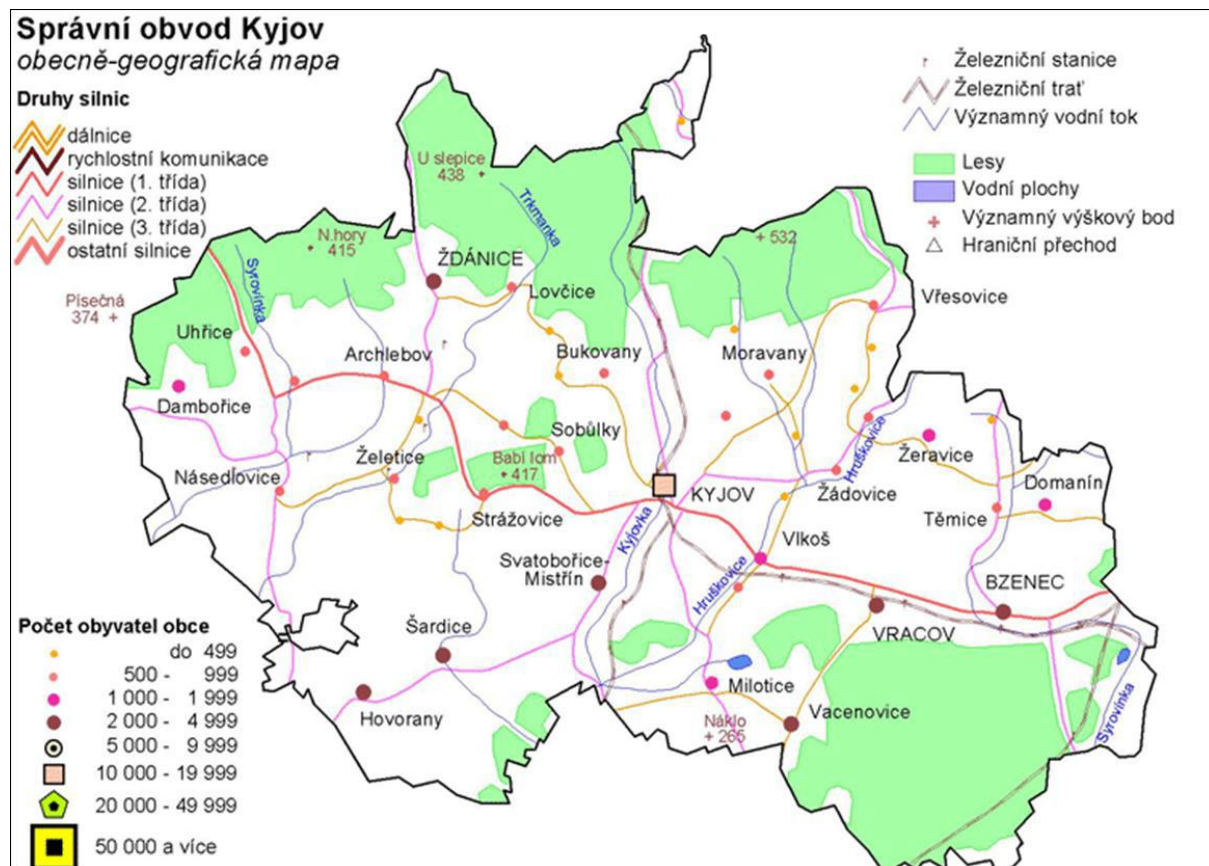 Správní obvod Kyjov
obecně-geografická mapa
Druhy silnic
dálnice
rychlostní komunikace
silnice (1. třída)
silnice (2. třída)
silnice (3. třída)
ostatní silnice
Železniční stanice
Železniční trať
Významný vodní tok
Lesy
Vodní plochy
Významný výškový bod
Hraniční přechod
U slepice
438
Trkmanka
N.hory
415
+ 532
Syrovinka
ŽDÁNICE
Lovčice
Vřesovice
Písečná
374 +
Uhřice
Archlebov
Bukovany
Moravany
Dambořice
Sobůlky
Hruškovice
Žeravice
Želetice
Babí lom
+ 417
Násedlovice
KYJOV
Žádovice
Domanín
Těmice
Strážovice
Kyjovka
Vlkoš
Svatobořice-
Mistřín
Hruškovice
BZENEC
VRACOV
Šardice
Milotice
Hovorany
Vacenovice
Náklo
+ 265
Syrovinka
Počet obyvatel obce
do 499
500 - 999
1 000 - 1 999
2 000 - 4 999
5 000 - 9 999
10 000 - 19 999
20 000 - 49 999
50 000 a více